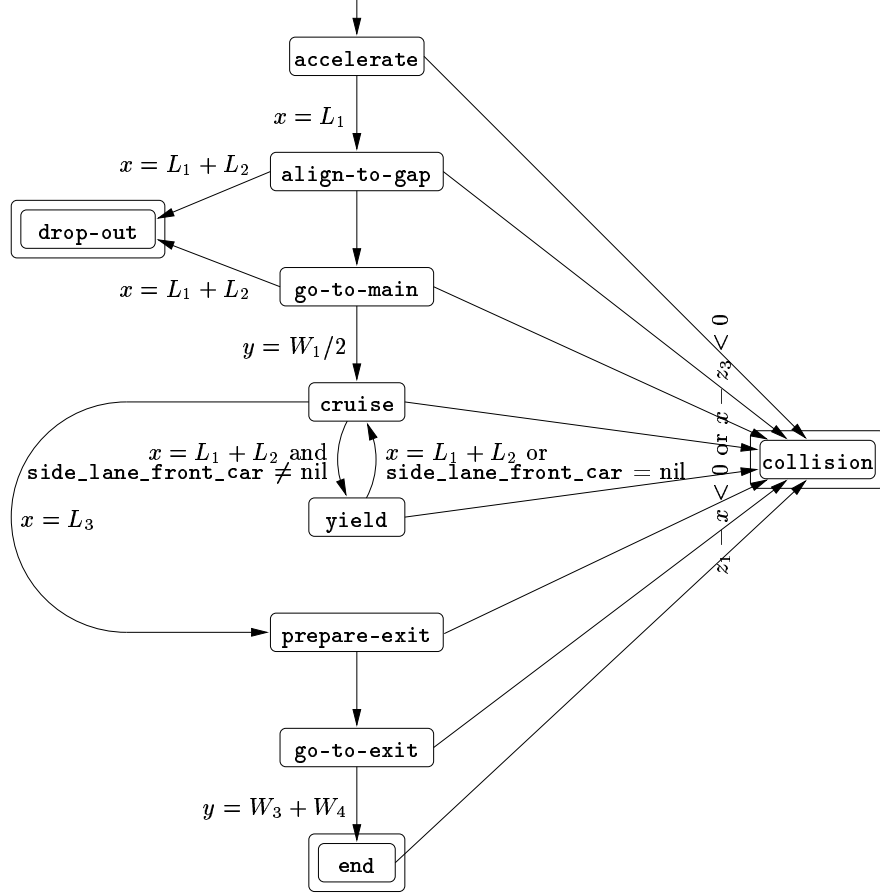 accelerate
x = L₁
x = L₁ + L₂
align-to-gap
drop-out
x = L₁ + L₂
go-to-main
y = W₁/2
cruise
x = L₁ + L₂ and
side_lane_front_car ≠ nil
x = L₁ + L₂ or
side_lane_front_car = nil
z₁ − x < 0 or x − z₃ < 0
collision
x = L₃
yield
prepare-exit
go-to-exit
y = W₃ + W₄
end